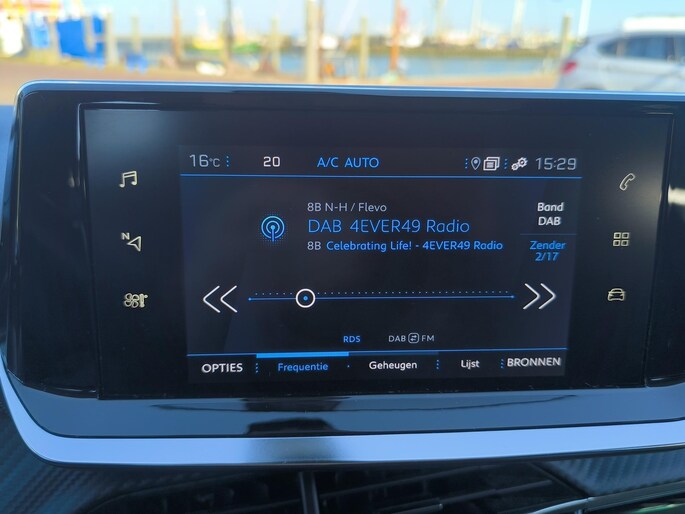 16°C 20 A/C AUTO 15:29
8B N-H / Flevo
DAB 4EVER49 Radio
8B Celebrating Life! - 4EVER49 Radio
Band
DAB
Zender
2/17
N
RDS DAB FM
OPTIES Frequentie Geheugen Lijst BRONNEN